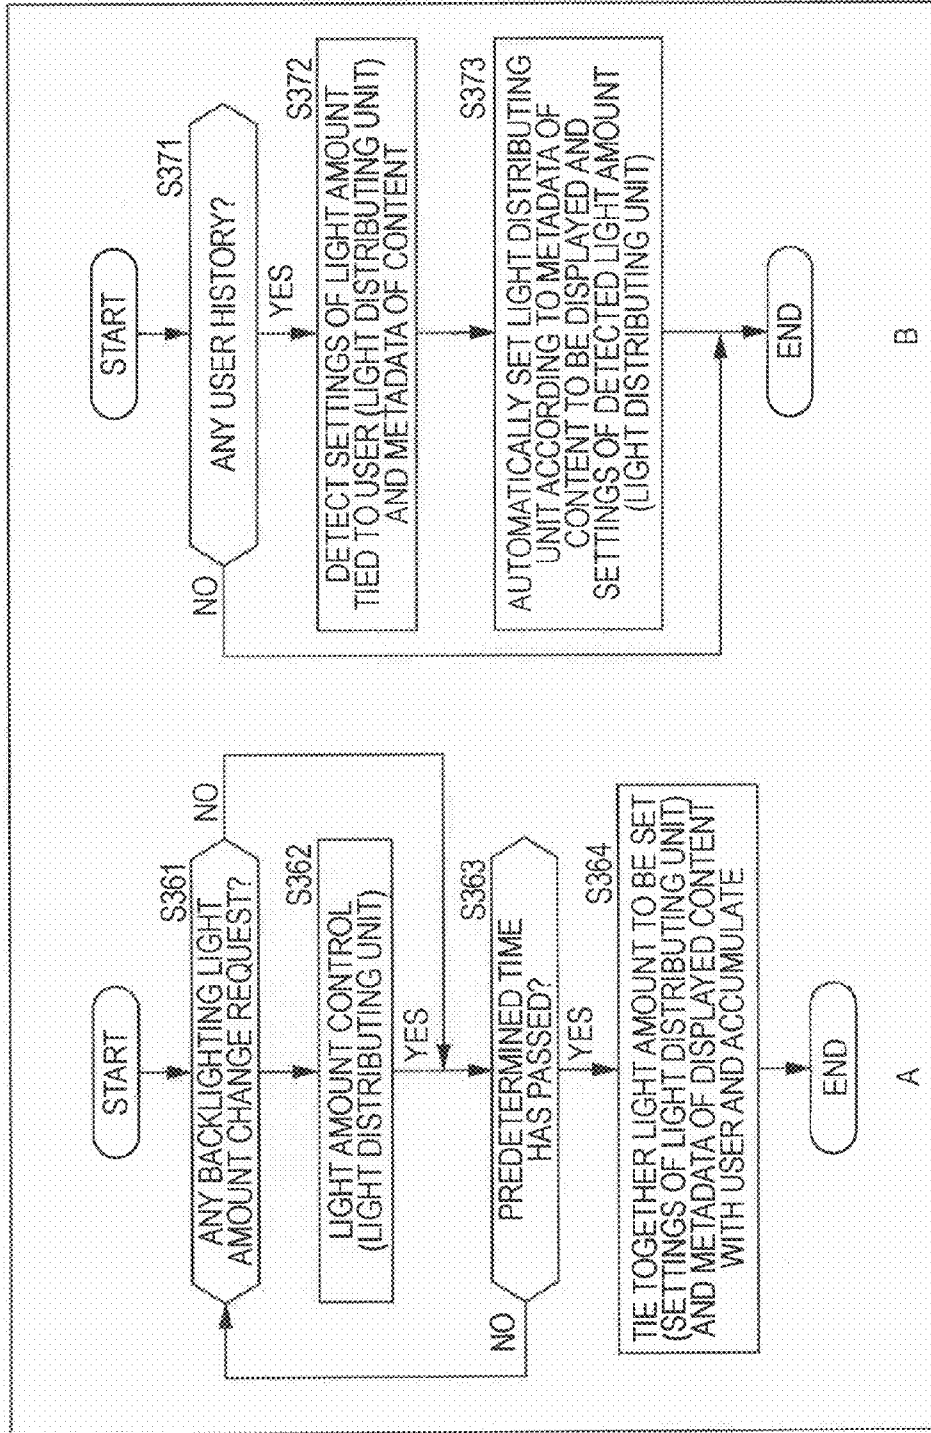 START
S361
ANY BACKLIGHTING LIGHT
AMOUNT CHANGE REQUEST?
NO
S362
LIGHT AMOUNT CONTROL
(LIGHT DISTRIBUTING UNIT)
YES
S363
PREDETERMINED TIME
HAS PASSED?
NO
YES
S364
TIE TOGETHER LIGHT AMOUNT TO BE SET
(SETTINGS OF LIGHT DISTRIBUTING UNIT)
AND METADATA OF DISPLAYED CONTENT
WITH USER AND ACCUMULATE
END
A
START
S371
ANY USER HISTORY?
NO
YES
S372
DETECT SETTINGS OF LIGHT AMOUNT
TIED TO USER (LIGHT DISTRIBUTING UNIT)
AND METADATA OF CONTENT
S373
AUTOMATICALLY SET LIGHT DISTRIBUTING
UNIT ACCORDING TO METADATA OF
CONTENT TO BE DISPLAYED AND
SETTINGS OF DETECTED LIGHT AMOUNT
(LIGHT DISTRIBUTING UNIT)
END
B